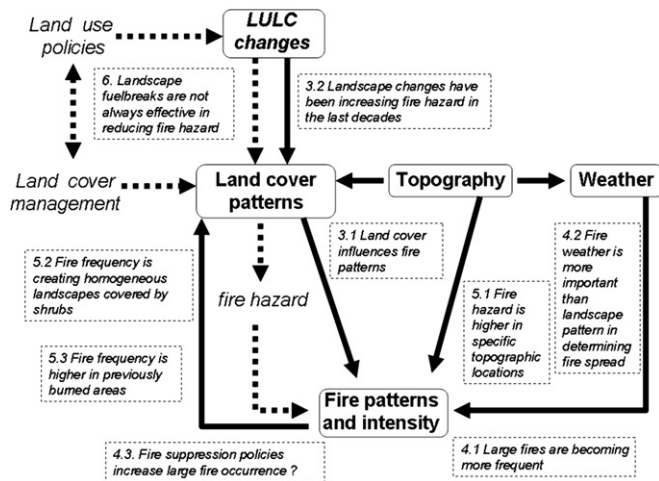 Land use
policies
LULC
changes
6. Landscape
fuelbreaks are not
always effective in
reducing fire hazard
3.2 Landscape changes have
been increasing fire hazard in
the last decades
Land cover
management
Land cover
patterns
Topography
Weather
5.2 Fire frequency is
creating homogeneous
landscapes covered by
shrubs
3.1 Land cover
influences fire
patterns
4.2 Fire
weather is
more
important
than
landscape
pattern in
determining
fire spread
fire hazard
5.1 Fire
hazard is
higher in
specific
topographic
locations
5.3 Fire frequency is
higher in previously
burned areas
Fire patterns
and intensity
4.3. Fire suppression policies
increase large fire occurrence ?
4.1 Large fires are becoming
more frequent